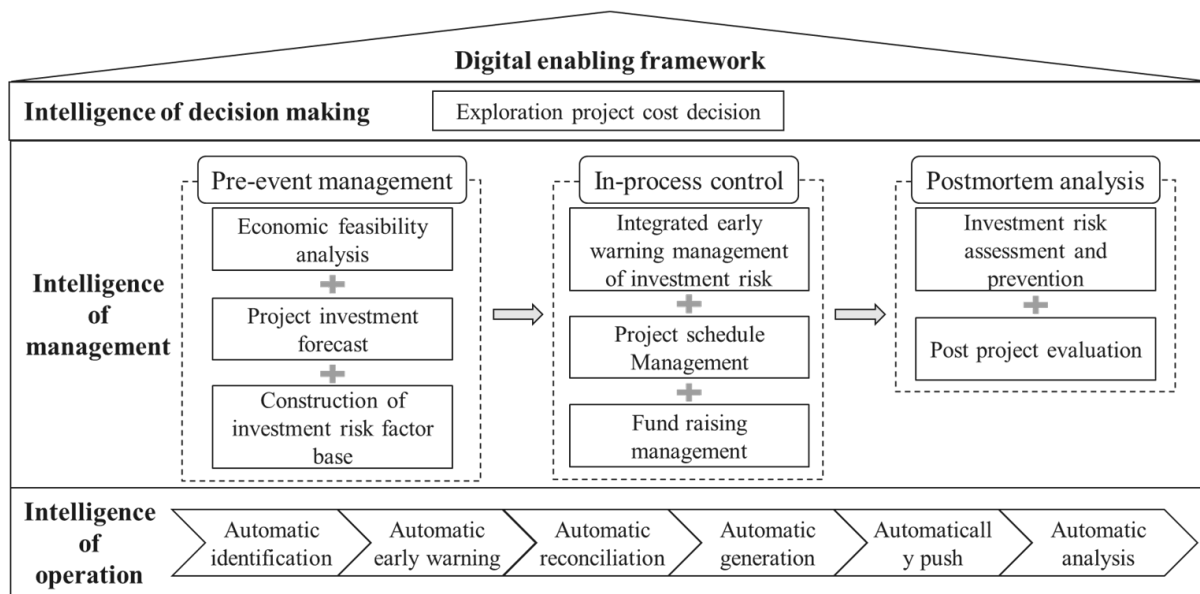 Digital enabling framework
Intelligence of decision making
Exploration project cost decision
Intelligence
of
management
Pre-event management
Economic feasibility
analysis
Project investment
forecast
Construction of
investment risk factor
base
In-process control
Integrated early
warning management
of investment risk
Project schedule
Management
Fund raising
management
Postmortem analysis
Investment risk
assessment and
prevention
Post project evaluation
Intelligence
of
operation
Automatic
identification
Automatic
early warning
Automatic
reconciliation
Automatic
generation
Automaticall
y push
Automatic
analysis